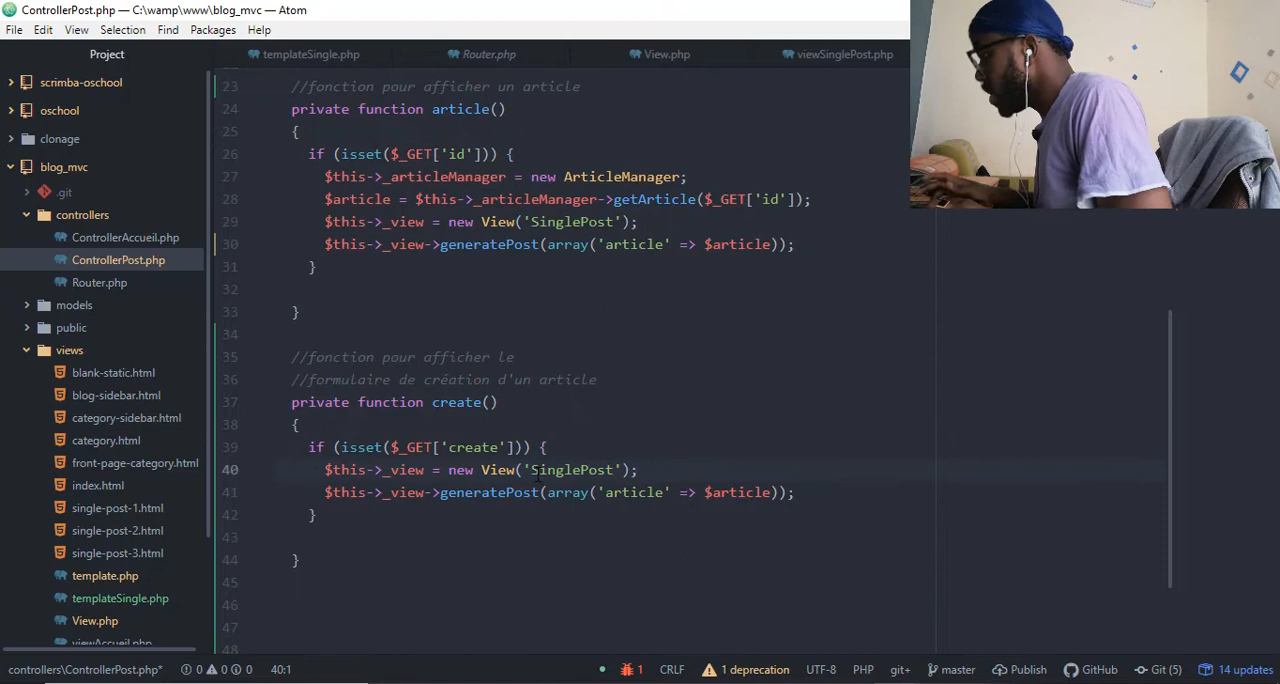 ControllerPost.php — C:\wamp\www\blog_mvc — Atom
File Edit View Selection Find Packages Help
Project
templateSingle.php Router.php View.php viewSinglePost.php
scrimba-oschool
oschool
clonage
blog_mvc
.git
controllers
ControllerAccueil.php
ControllerPost.php
Router.php
models
public
views
blank-static.html
blog-sidebar.html
category-sidebar.html
category.html
front-page-category.html
index.html
single-post-1.html
single-post-2.html
single-post-3.html
template.php
templateSingle.php
View.php
viewAccueil.php
23 //fonction pour afficher un article
24 private function article()
25 {
26 if (isset($_GET['id'])) {
27 $this->_articleManager = new ArticleManager;
28 $article = $this->_articleManager->getArticle($_GET['id']);
29 $this->_view = new View('SinglePost');
30 $this->_view->generatePost(array('article' => $article));
31 }
32
33 }
34
35 //fonction pour afficher le
36 //formulaire de création d'un article
37 private function create()
38 {
39 if (isset($_GET['create'])) {
40 $this->_view = new View('SinglePost');
41 $this->_view->generatePost(array('article' => $article));
42 }
43
44 }
45
46
47
48
controllers\ControllerPost.php* 0 0 0 40:1 1 CRLF 1 deprecation UTF-8 PHP git+ master Publish GitHub Git (5) 14 updates